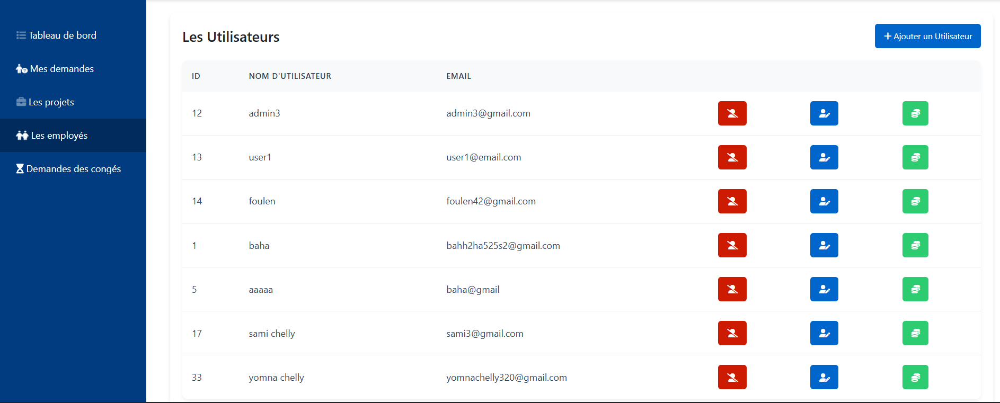 Tableau de bord
Mes demandes
Les projets
Les employés
Demandes des congés
Les Utilisateurs
Ajouter un Utilisateur
ID NOM D'UTILISATEUR EMAIL
12 admin3 admin3@gmail.com
13 user1 user1@email.com
14 foulen foulen42@gmail.com
1 baha bahh2ha525s2@gmail.com
5 aaaaa baha@gmail
17 sami chelly sami3@gmail.com
33 yomna chelly yomnachelly320@gmail.com